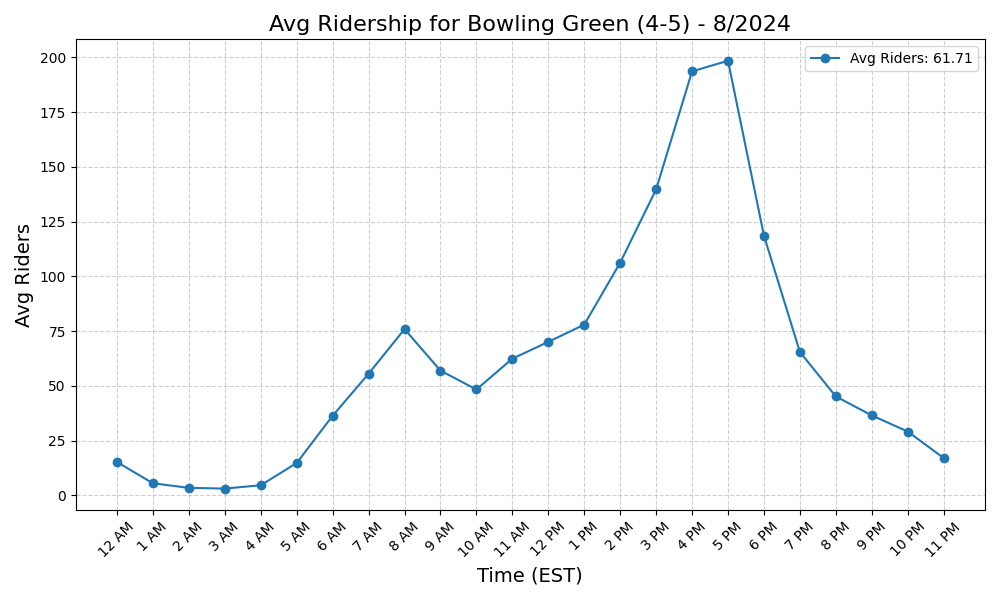 Avg Ridership for Bowling Green (4-5) - 8/2024
Avg Riders: 61.71
Avg Riders
200
175
150
125
100
75
50
25
0
12 AM
1 AM
2 AM
3 AM
4 AM
5 AM
6 AM
7 AM
8 AM
9 AM
10 AM
11 AM
12 PM
1 PM
2 PM
3 PM
4 PM
5 PM
6 PM
7 PM
8 PM
9 PM
10 PM
11 PM
Time (EST)